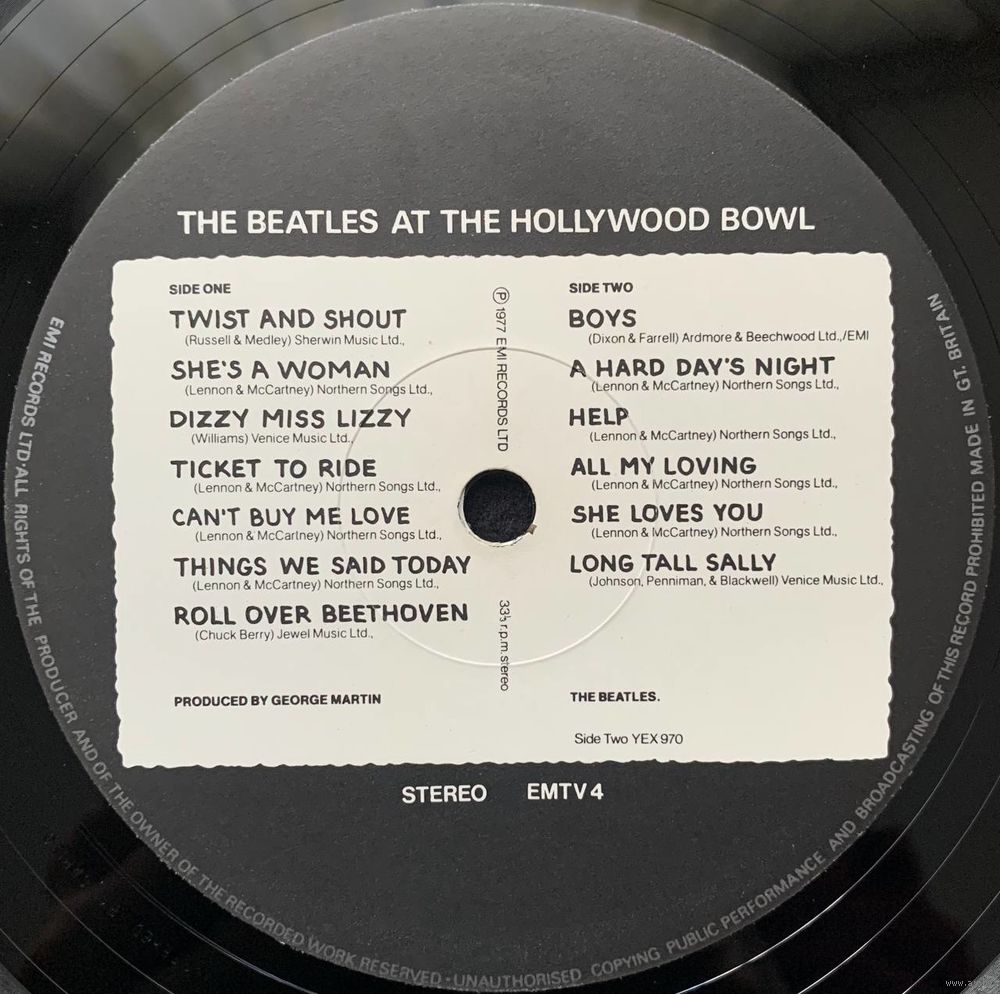 THE BEATLES AT THE HOLLYWOOD BOWL
SIDE ONE
TWIST AND SHOUT
(Russell & Medley) Sherwin Music Ltd.,
SHE'S A WOMAN
(Lennon & McCartney) Northern Songs Ltd.,
DIZZY MISS LIZZY
(Williams) Venice Music Ltd.,
TICKET TO RIDE
(Lennon & McCartney) Northern Songs Ltd.,
CAN'T BUY ME LOVE
(Lennon & McCartney) Northern Songs Ltd.,
THINGS WE SAID TODAY
(Lennon & McCartney) Northern Songs Ltd.,
ROLL OVER BEETHOVEN
(Chuck Berry) Jewel Music Ltd.,
PRODUCED BY GEORGE MARTIN
Ⓟ 1977 EMI RECORDS LTD
33⅓ r.p.m. stereo
SIDE TWO
BOYS
(Dixon & Farrell) Ardmore & Beechwood Ltd.,/EMI
A HARD DAY'S NIGHT
(Lennon & McCartney) Northern Songs Ltd.,
HELP
(Lennon & McCartney) Northern Songs Ltd.,
ALL MY LOVING
(Lennon & McCartney) Northern Songs Ltd.,
SHE LOVES YOU
(Lennon & McCartney) Northern Songs Ltd.,
LONG TALL SALLY
(Johnson, Penniman, & Blackwell) Venice Music Ltd.,
THE BEATLES.
Side Two YEX 970
STEREO EMTV 4
EMI RECORDS LTD·ALL RIGHTS OF THE PRODUCER AND OF THE OWNER OF THE RECORDED WORK RESERVED·UNAUTHORISED COPYING PUBLIC PERFORMANCE AND BROADCASTING OF THIS RECORD PROHIBITED MADE IN GT. BRITAIN